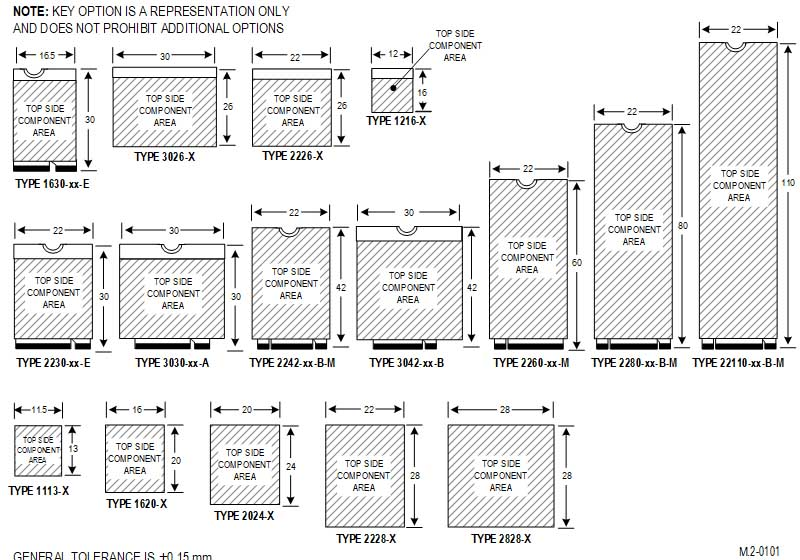 NOTE: KEY OPTION IS A REPRESENTATION ONLY
AND DOES NOT PROHIBIT ADDITIONAL OPTIONS
16.5
TOP SIDE
COMPONENT
AREA
30
TYPE 1630-xx-E
30
TOP SIDE
COMPONENT
AREA
26
TYPE 3026-X
22
TOP SIDE
COMPONENT
AREA
26
TYPE 2226-X
12
TOP SIDE
COMPONENT
AREA
16
TYPE 1216-X
22
TOP SIDE
COMPONENT
AREA
30
TYPE 2230-xx-E
30
TOP SIDE
COMPONENT
AREA
30
TYPE 3030-xx-A
22
TOP SIDE
COMPONENT
AREA
42
TYPE 2242-xx-B-M
30
TOP SIDE
COMPONENT
AREA
42
TYPE 3042-xx-B
22
TOP SIDE
COMPONENT
AREA
60
TYPE 2260-xx-M
22
TOP SIDE
COMPONENT
AREA
80
TYPE 2280-xx-B-M
22
TOP SIDE
COMPONENT
AREA
110
TYPE 22110-xx-B-M
11.5
TOP SIDE
COMPONENT
AREA
13
TYPE 1113-X
16
TOP SIDE
COMPONENT
AREA
20
TYPE 1620-X
20
TOP SIDE
COMPONENT
AREA
24
TYPE 2024-X
22
TOP SIDE
COMPONENT
AREA
28
TYPE 2228-X
28
TOP SIDE
COMPONENT
AREA
28
TYPE 2828-X
GENERAL TOLERANCE IS ±0.15 mm
M.2-0101